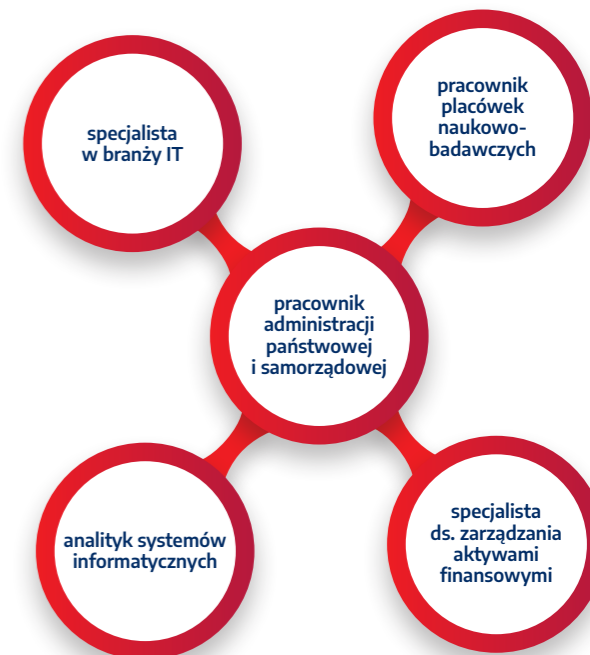 specjalista
w branży IT
pracownik
placówek
naukowo-
badawczych
pracownik
administracji
państwowej
i samorządowej
analityk systemów
informatycznych
specjalista
ds. zarządzania
aktywami
finansowymi